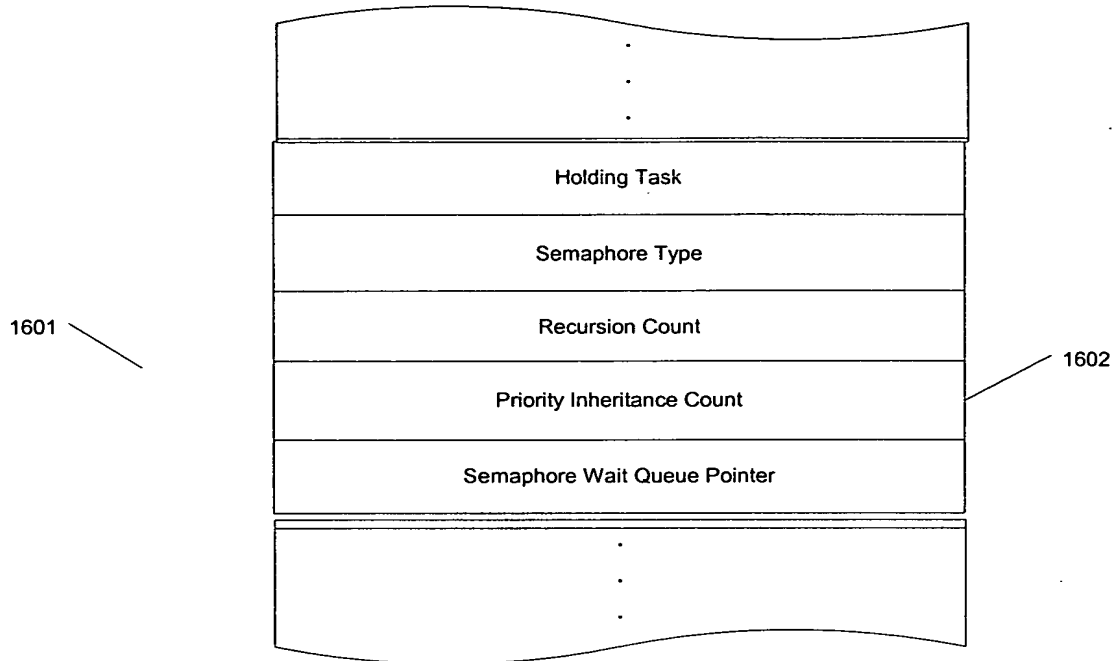 Holding Task
Semaphore Type
Recursion Count
1601
1602
Priority Inheritance Count
Semaphore Wait Queue Pointer